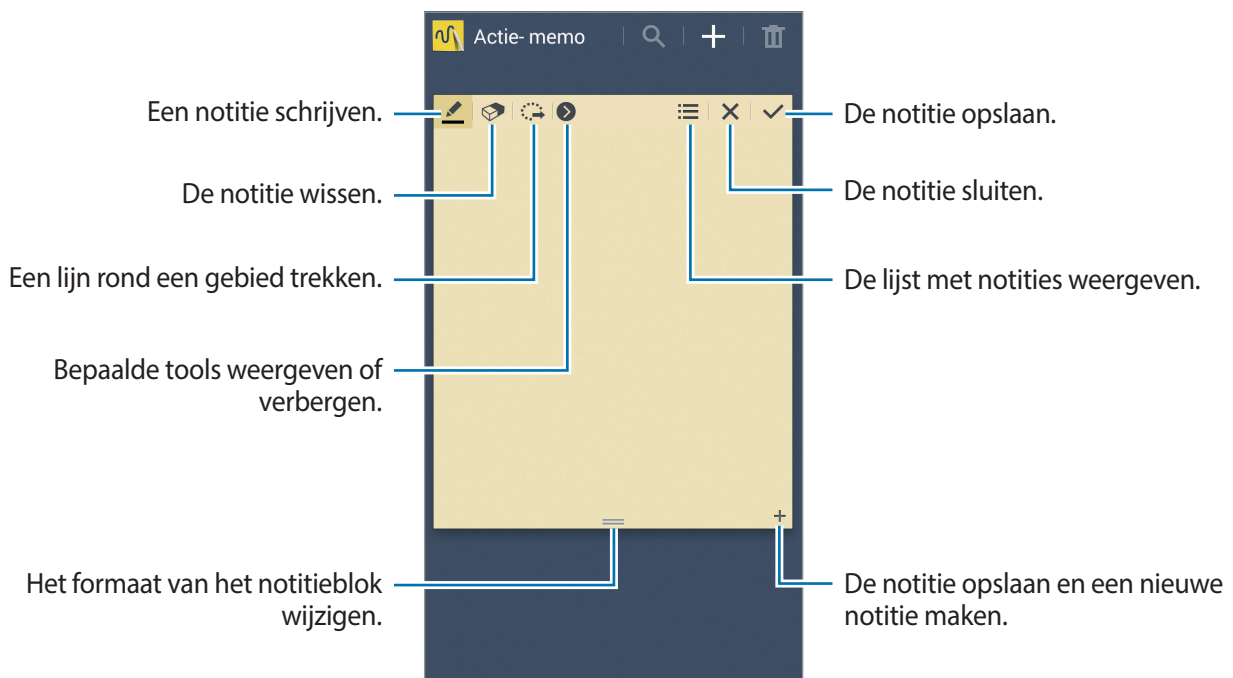 Actie- memo
Een notitie schrijven.
De notitie wissen.
Een lijn rond een gebied trekken.
Bepaalde tools weergeven of
verbergen.
Het formaat van het notitieblok
wijzigen.
De notitie opslaan.
De notitie sluiten.
De lijst met notities weergeven.
De notitie opslaan en een nieuwe
notitie maken.